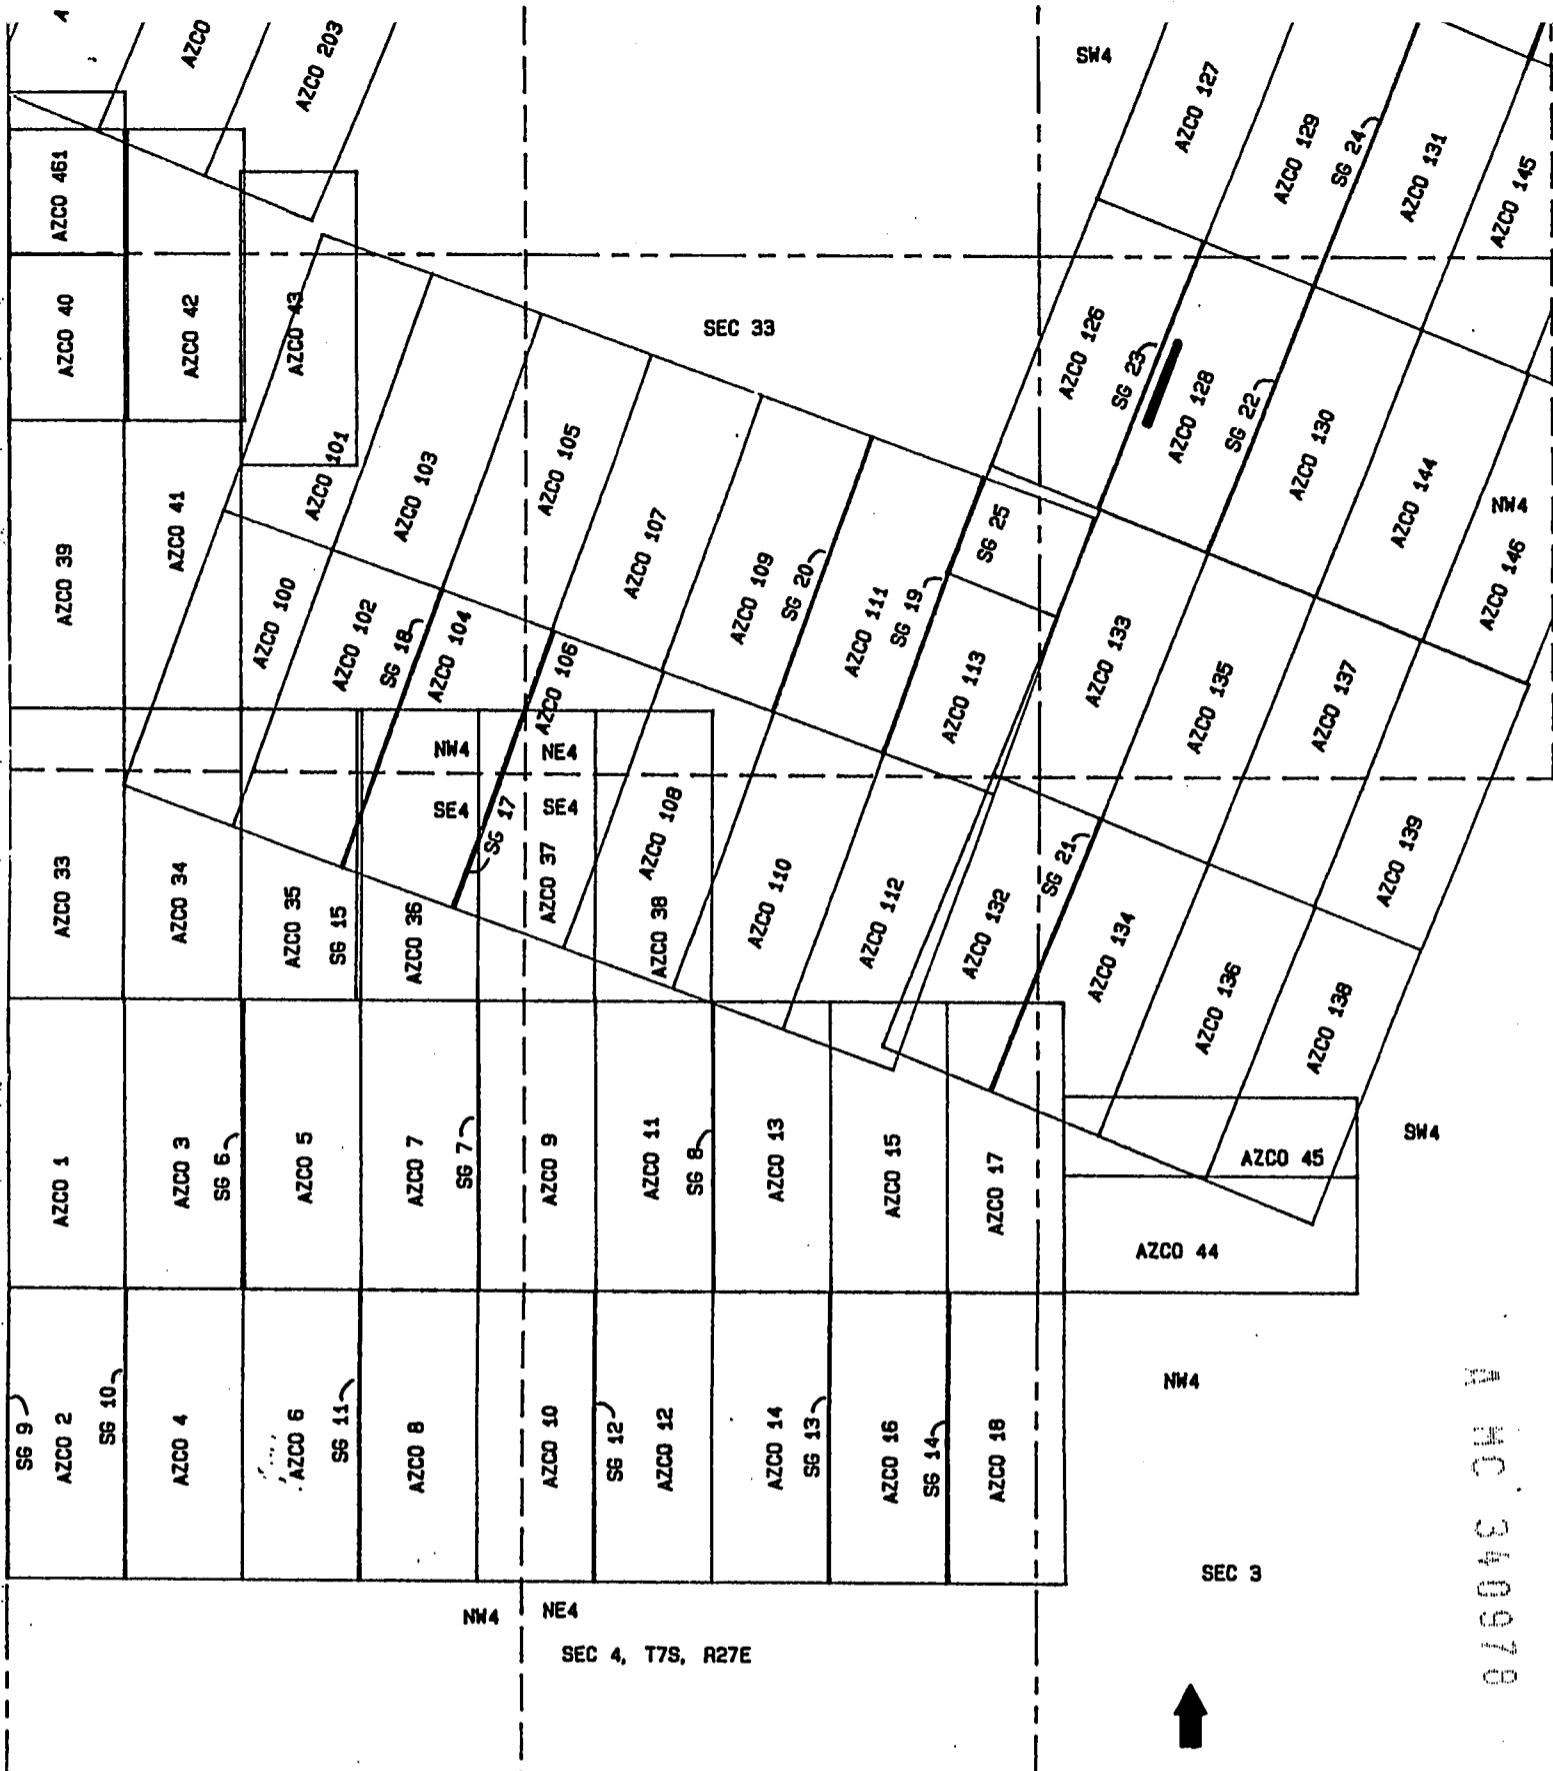 AZCO
AZCO 203
SW4
AZCO 127
AZCO 129
SG 24
AZCO 131
AZCO 145
AZCO 461
AZCO 40
AZCO 42
AZCO 43
SEC 33
AZCO 126
SG 23
AZCO 128
SG 22
AZCO 130
AZCO 144
NW4
AZCO 146
AZCO 39
AZCO 41
AZCO 101
AZCO 103
AZCO 105
AZCO 107
AZCO 109
SG 20
AZCO 111
SG 19
SG 25
AZCO 113
AZCO 133
AZCO 135
AZCO 137
AZCO 100
AZCO 102
SG 18
AZCO 104
AZCO 106
NW4
NE4
SE4
SE4
SG 17
AZCO 108
AZCO 33
AZCO 34
AZCO 35
SG 15
AZCO 36
AZCO 37
AZCO 38
AZCO 110
AZCO 112
AZCO 132
SG 21
AZCO 134
AZCO 136
AZCO 139
AZCO 138
AZCO 1
AZCO 3
SG 6
AZCO 5
AZCO 7
SG 7
AZCO 9
AZCO 11
SG 8
AZCO 13
AZCO 15
AZCO 17
AZCO 45
AZCO 44
SW4
SG 9
AZCO 2
SG 10
AZCO 4
AZCO 6
SG 11
AZCO 8
AZCO 10
SG 12
AZCO 12
AZCO 14
SG 13
AZCO 16
SG 14
AZCO 18
NW4
SEC 3
NW4
NE4
SEC 4, T7S, R27E
A MC 340978